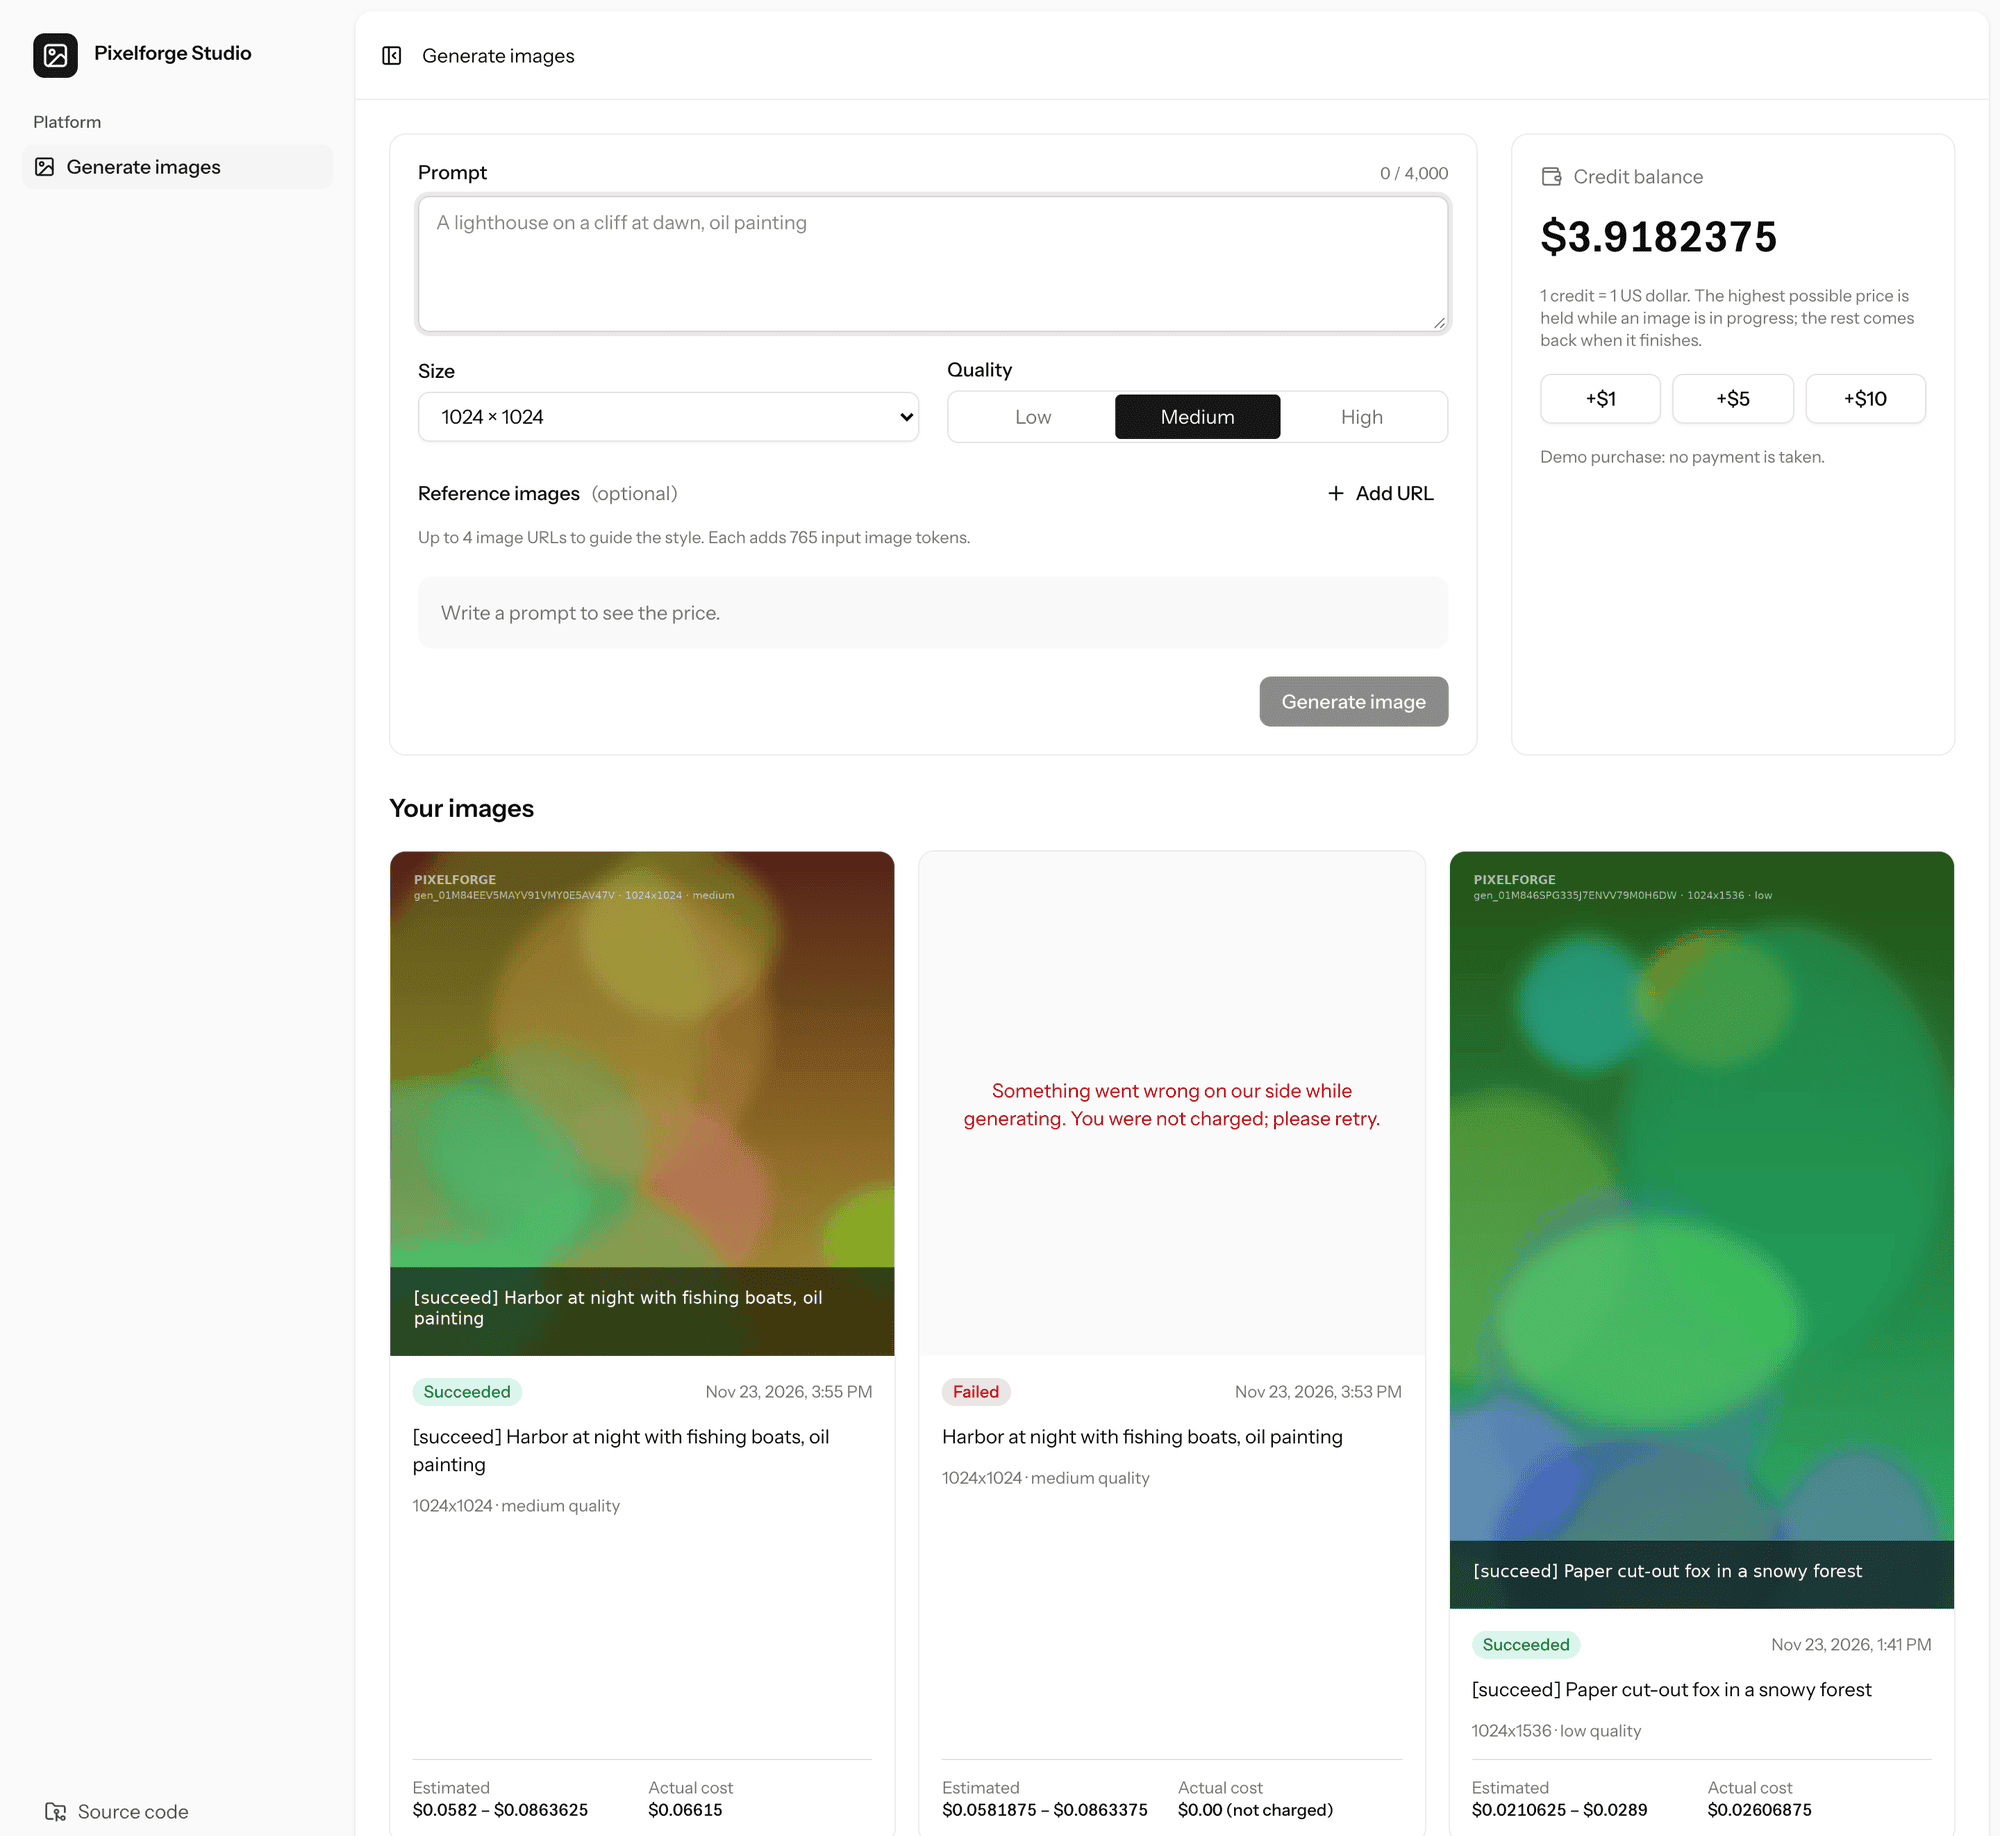 Pixelforge Studio
Platform
Generate images
Source code
Generate images
Prompt
0 / 4,000
A lighthouse on a cliff at dawn, oil painting
Size
1024 × 1024
Quality
Low
Medium
High
Reference images (optional)
+ Add URL
Up to 4 image URLs to guide the style. Each adds 765 input image tokens.
Write a prompt to see the price.
Generate image
Credit balance
$3.9182375
1 credit = 1 US dollar. The highest possible price is
held while an image is in progress; the rest comes
back when it finishes.
+$1
+$5
+$10
Demo purchase: no payment is taken.
Your images
PIXELFORGE
gen_01M84EEV5MAYV91VMY0E5AV47V · 1024x1024 · medium
[succeed] Harbor at night with fishing boats, oil
painting
Succeeded
Nov 23, 2026, 3:55 PM
[succeed] Harbor at night with fishing boats, oil
painting
1024x1024 · medium quality
Estimated
$0.0582 – $0.0863625
Actual cost
$0.06615
Something went wrong on our side while
generating. You were not charged; please retry.
Failed
Nov 23, 2026, 3:53 PM
Harbor at night with fishing boats, oil painting
1024x1024 · medium quality
Estimated
$0.0581875 – $0.0863375
Actual cost
$0.00 (not charged)
PIXELFORGE
gen_01M846SPG335J7ENVV79M0H6DW · 1024x1536 · low
[succeed] Paper cut-out fox in a snowy forest
Succeeded
Nov 23, 2026, 1:41 PM
[succeed] Paper cut-out fox in a snowy forest
1024x1536 · low quality
Estimated
$0.0210625 – $0.0289
Actual cost
$0.02606875